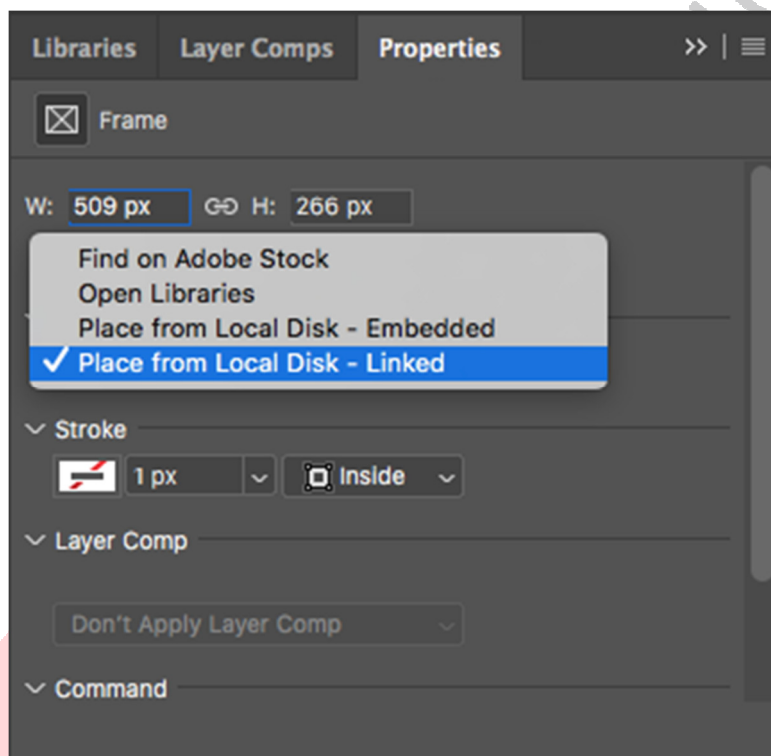 Libraries Layer Comps Properties
Frame
W: 509 px H: 266 px
Find on Adobe Stock
Open Libraries
Place from Local Disk - Embedded
Place from Local Disk - Linked
Stroke
1 px Inside
Layer Comp
Don't Apply Layer Comp
Command